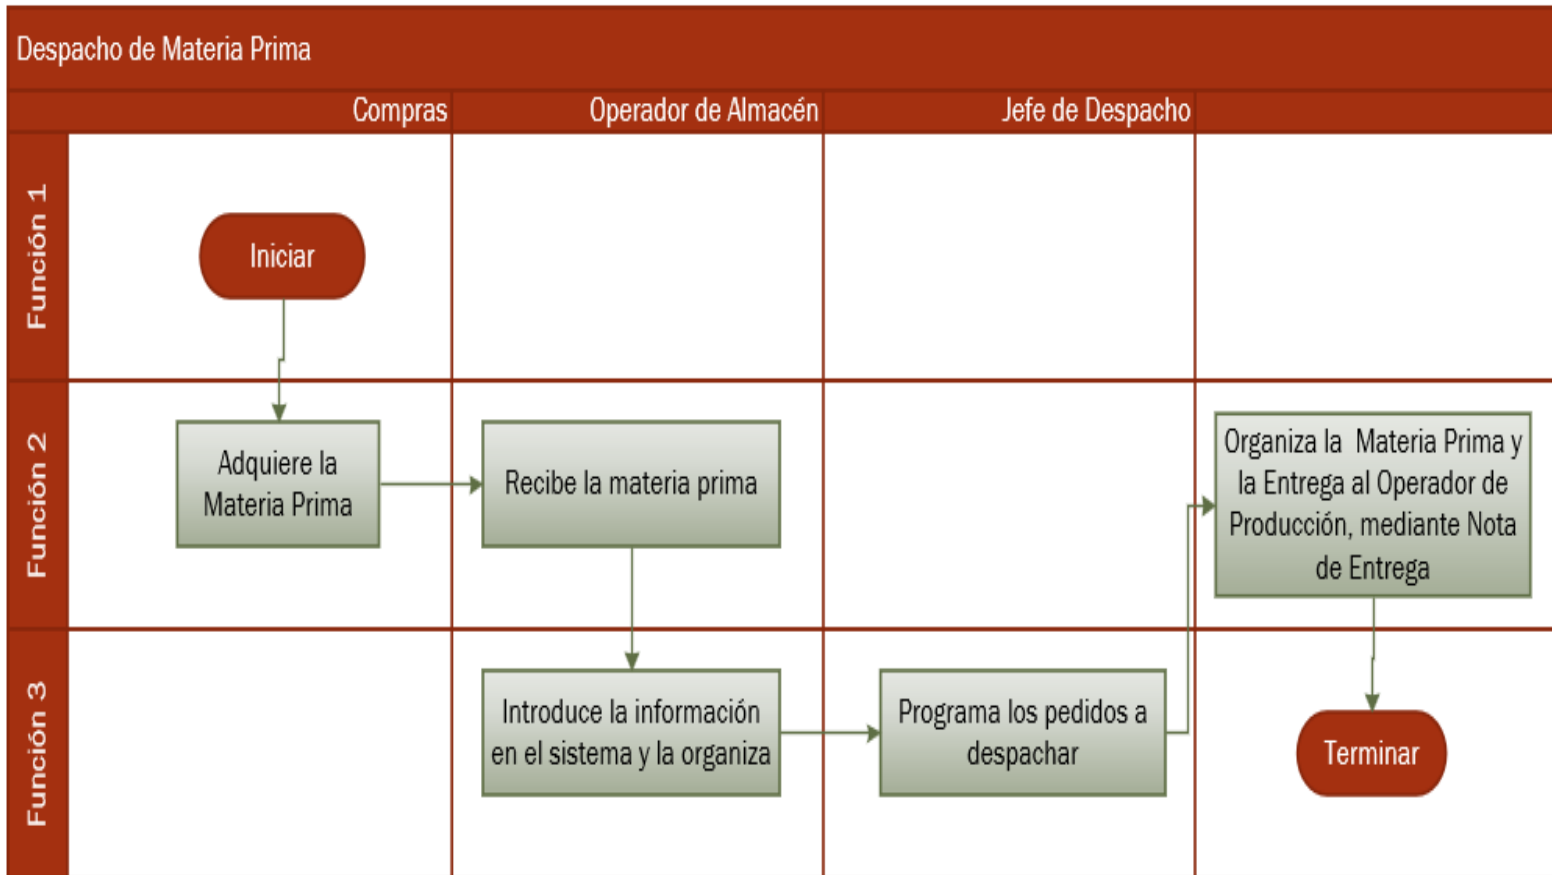 Despacho de Materia Prima
Compras
Operador de Almacén
Jefe de Despacho
Función 1
Iniciar
Función 2
Adquiere la
Materia Prima
Recibe la materia prima
Organiza la Materia Prima y
la Entrega al Operador de
Producción, mediante Nota
de Entrega
Función 3
Introduce la información
en el sistema y la organiza
Programa los pedidos a
despachar
Terminar